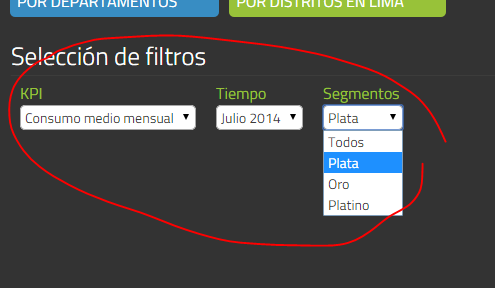 POR DEPARTAMENTOS
POR DISTRITOS EN LIMA
Selección de filtros
KPI
Tiempo
Segmentos
Consumo medio mensual
Julio 2014
Plata
Todos
Plata
Oro
Platino